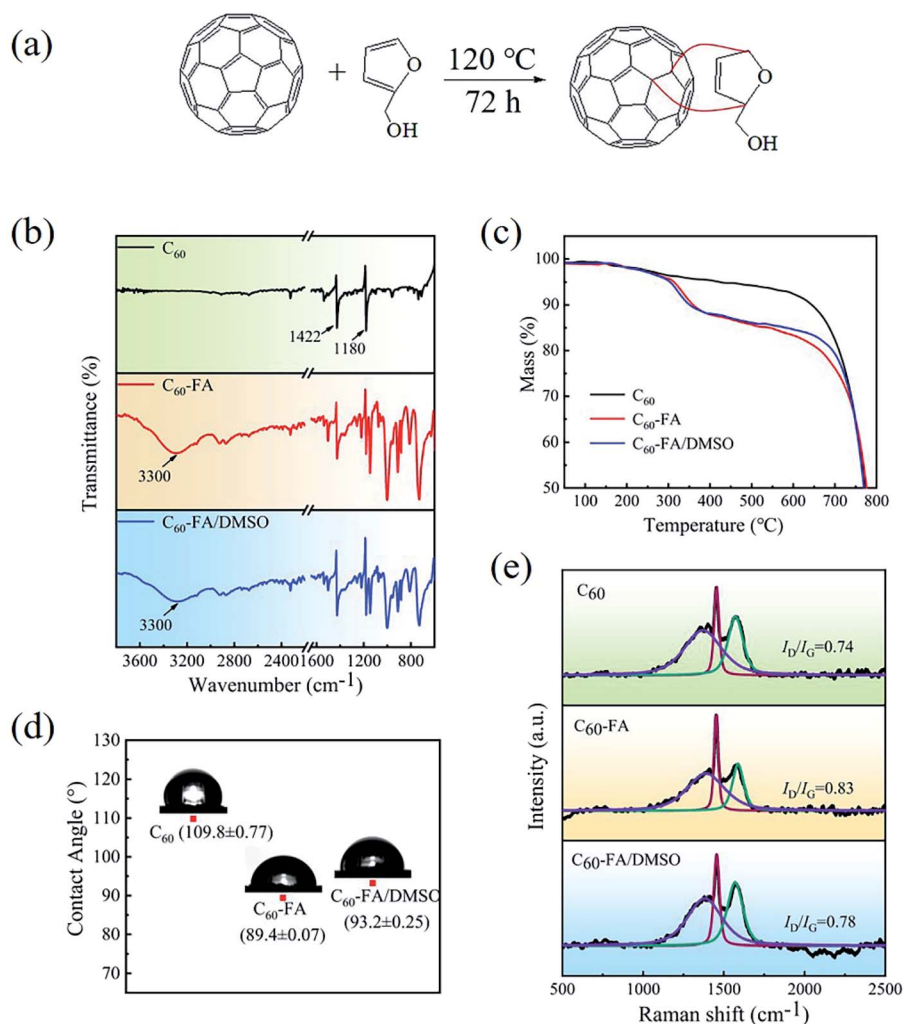 (a)
+
O
OH
120 °C
72 h
O
OH
(b)
C60
1422
1180
C60-FA
3300
C60-FA/DMSO
3300
Transmittance (%)
3600 3200 2800 2400 1600 1200 800
Wavenumber (cm-1)
(c)
100
90
80
70
60
50
Mass (%)
C60
C60-FA
C60-FA/DMSO
100 200 300 400 500 600 700 800
Temperature (℃)
(d)
130
120
110
100
90
80
70
Contact Angle (°)
C60 (109.8±0.77)
C60-FA
(89.4±0.07)
C60-FA/DMSO
(93.2±0.25)
(e)
C60
ID/IG=0.74
C60-FA
ID/IG=0.83
C60-FA/DMSO
ID/IG=0.78
Intensity (a.u.)
500 1000 1500 2000 2500
Raman shift (cm-1)